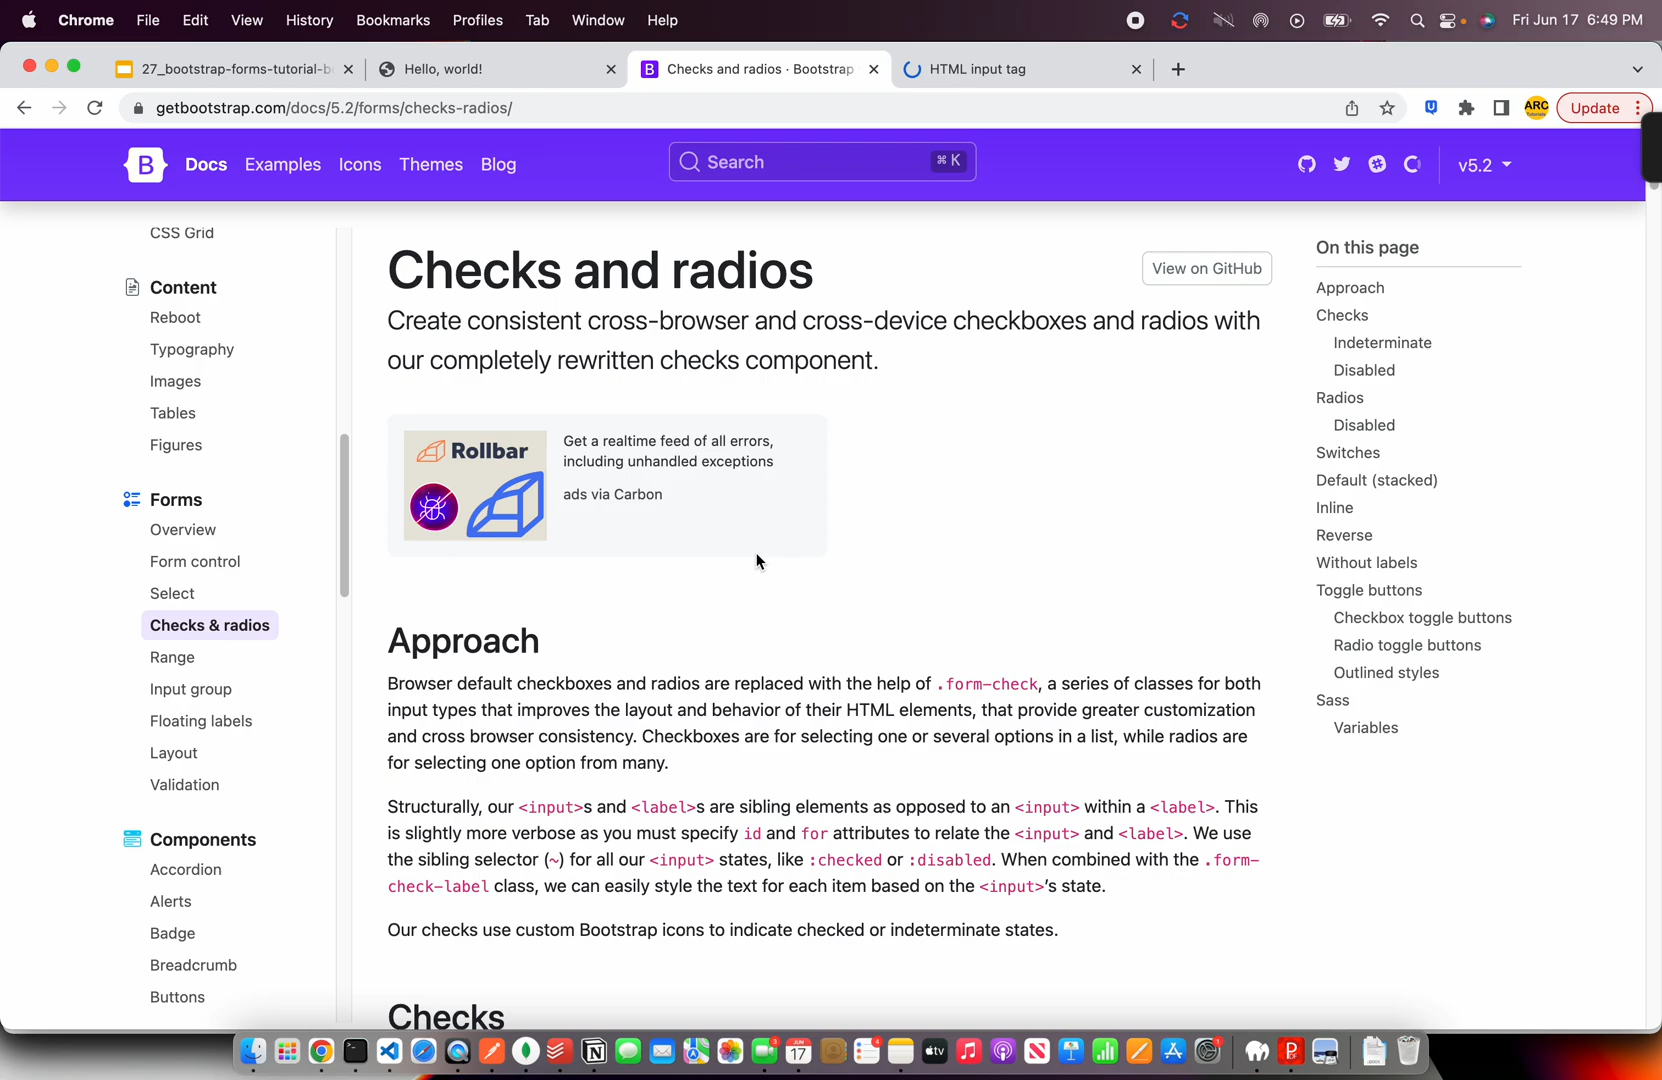 Chrome File Edit View History Bookmarks Profiles Tab Window Help Fri Jun 17 6:49 PM
27_bootstrap-forms-tutorial-b Hello, world! Checks and radios · Bootstrap HTML input tag
getbootstrap.com/docs/5.2/forms/checks-radios/ ARC Update
B Docs Examples Icons Themes Blog Search ⌘ K v5.2
CSS Grid
Content
Reboot
Typography
Images
Tables
Figures
Forms
Overview
Form control
Select
Checks & radios
Range
Input group
Floating labels
Layout
Validation
Components
Accordion
Alerts
Badge
Breadcrumb
Buttons
Checks and radios
View on GitHub
Create consistent cross-browser and cross-device checkboxes and radios with
our completely rewritten checks component.
Rollbar
Get a realtime feed of all errors,
including unhandled exceptions
ads via Carbon
Approach
Browser default checkboxes and radios are replaced with the help of .form-check, a series of classes for both
input types that improves the layout and behavior of their HTML elements, that provide greater customization
and cross browser consistency. Checkboxes are for selecting one or several options in a list, while radios are
for selecting one option from many.
Structurally, our <input>s and <label>s are sibling elements as opposed to an <input> within a <label>. This
is slightly more verbose as you must specify id and for attributes to relate the <input> and <label>. We use
the sibling selector (~) for all our <input> states, like :checked or :disabled. When combined with the .form-
check-label class, we can easily style the text for each item based on the <input>'s state.
Our checks use custom Bootstrap icons to indicate checked or indeterminate states.
Checks
On this page
Approach
Checks
Indeterminate
Disabled
Radios
Disabled
Switches
Default (stacked)
Inline
Reverse
Without labels
Toggle buttons
Checkbox toggle buttons
Radio toggle buttons
Outlined styles
Sass
Variables